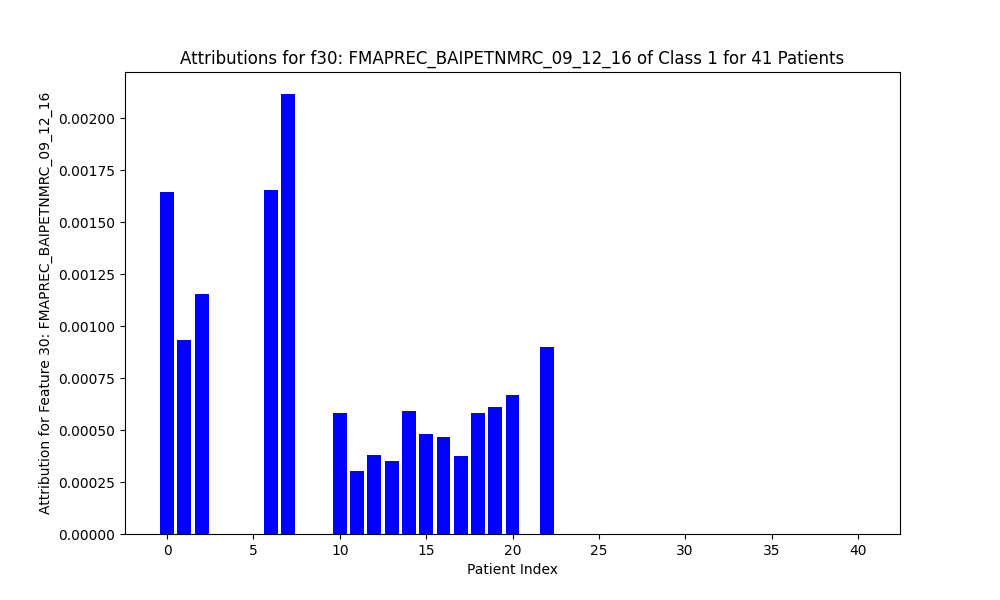 Attributions for f30: FMAPREC_BAIPETNMRC_09_12_16 of Class 1 for 41 Patients
Attribution for Feature 30: FMAPREC_BAIPETNMRC_09_12_16
0.00200
0.00175
0.00150
0.00125
0.00100
0.00075
0.00050
0.00025
0.00000
0 5 10 15 20 25 30 35 40
Patient Index